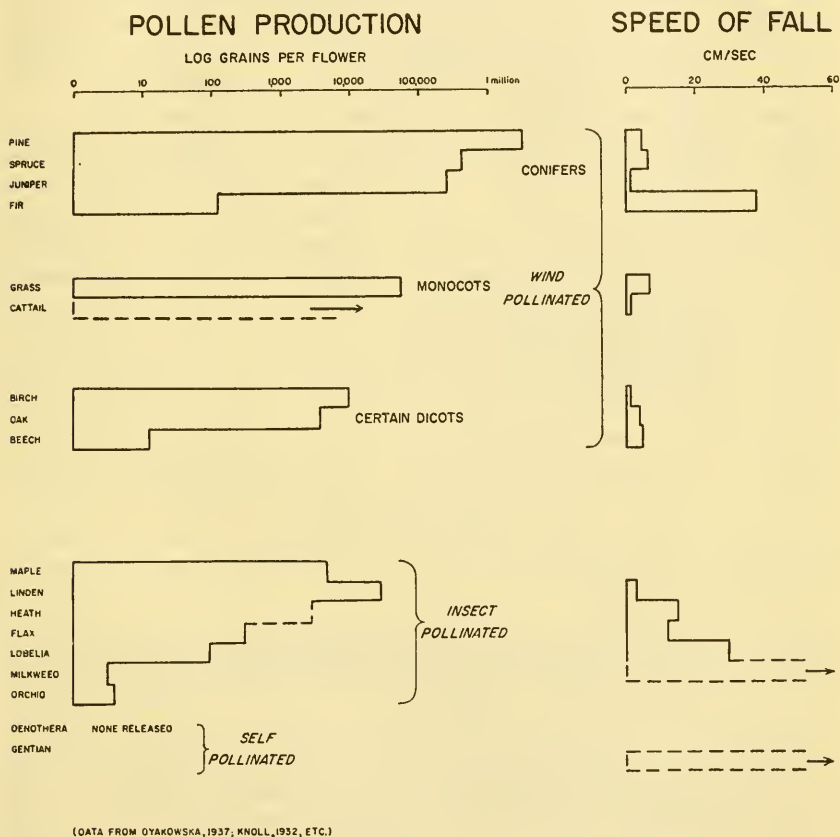 POLLEN PRODUCTION
LOG GRAINS PER FLOWER
0 10 100 1,000 10,000 100,000 1 million
SPEED OF FALL
CM/SEC
0 20 40 60
PINE
SPRUCE
JUNIPER
FIR
CONIFERS
GRASS
CATTAIL
MONOCOTS
WIND
POLLINATED
BIRCH
OAK
BEECH
CERTAIN DICOTS
MAPLE
LINDEN
HEATH
FLAX
LOBELIA
MILKWEED
ORCHID
INSECT
POLLINATED
OENOTHERA NONE RELEASED
GENTIAN
SELF
POLLINATED
(DATA FROM OYAKOWSKA, 1937; KNOLL, 1932, ETC.)